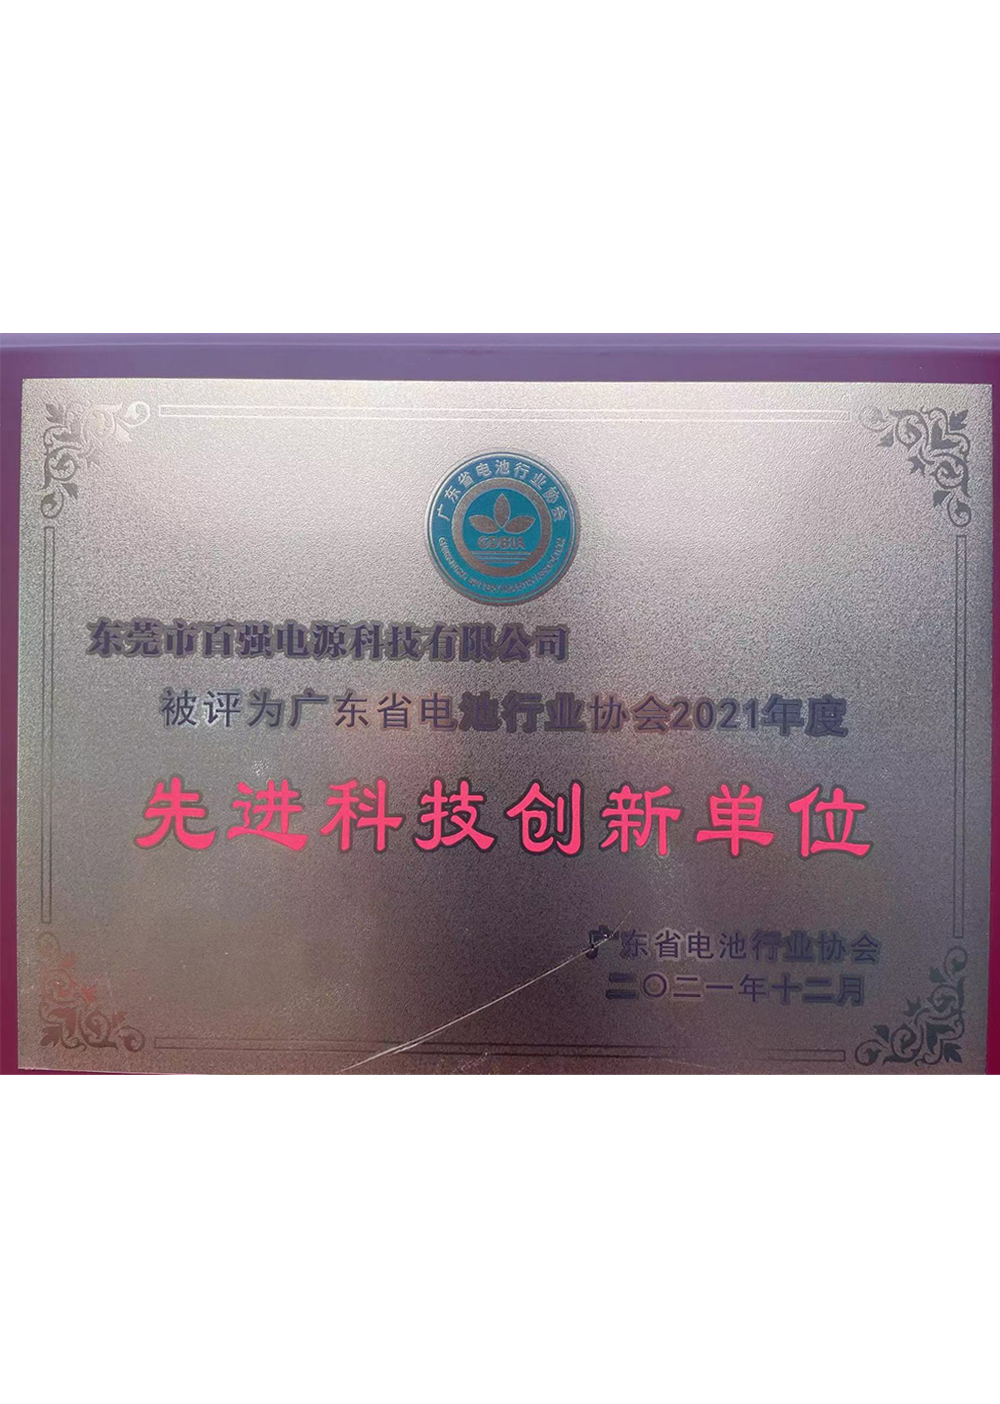 广东省电池行业协会
GDBIA
东莞市百强电源科技有限公司
被评为广东省电池行业协会2021年度
先进科技创新单位
广东省电池行业协会
二〇二一年十二月